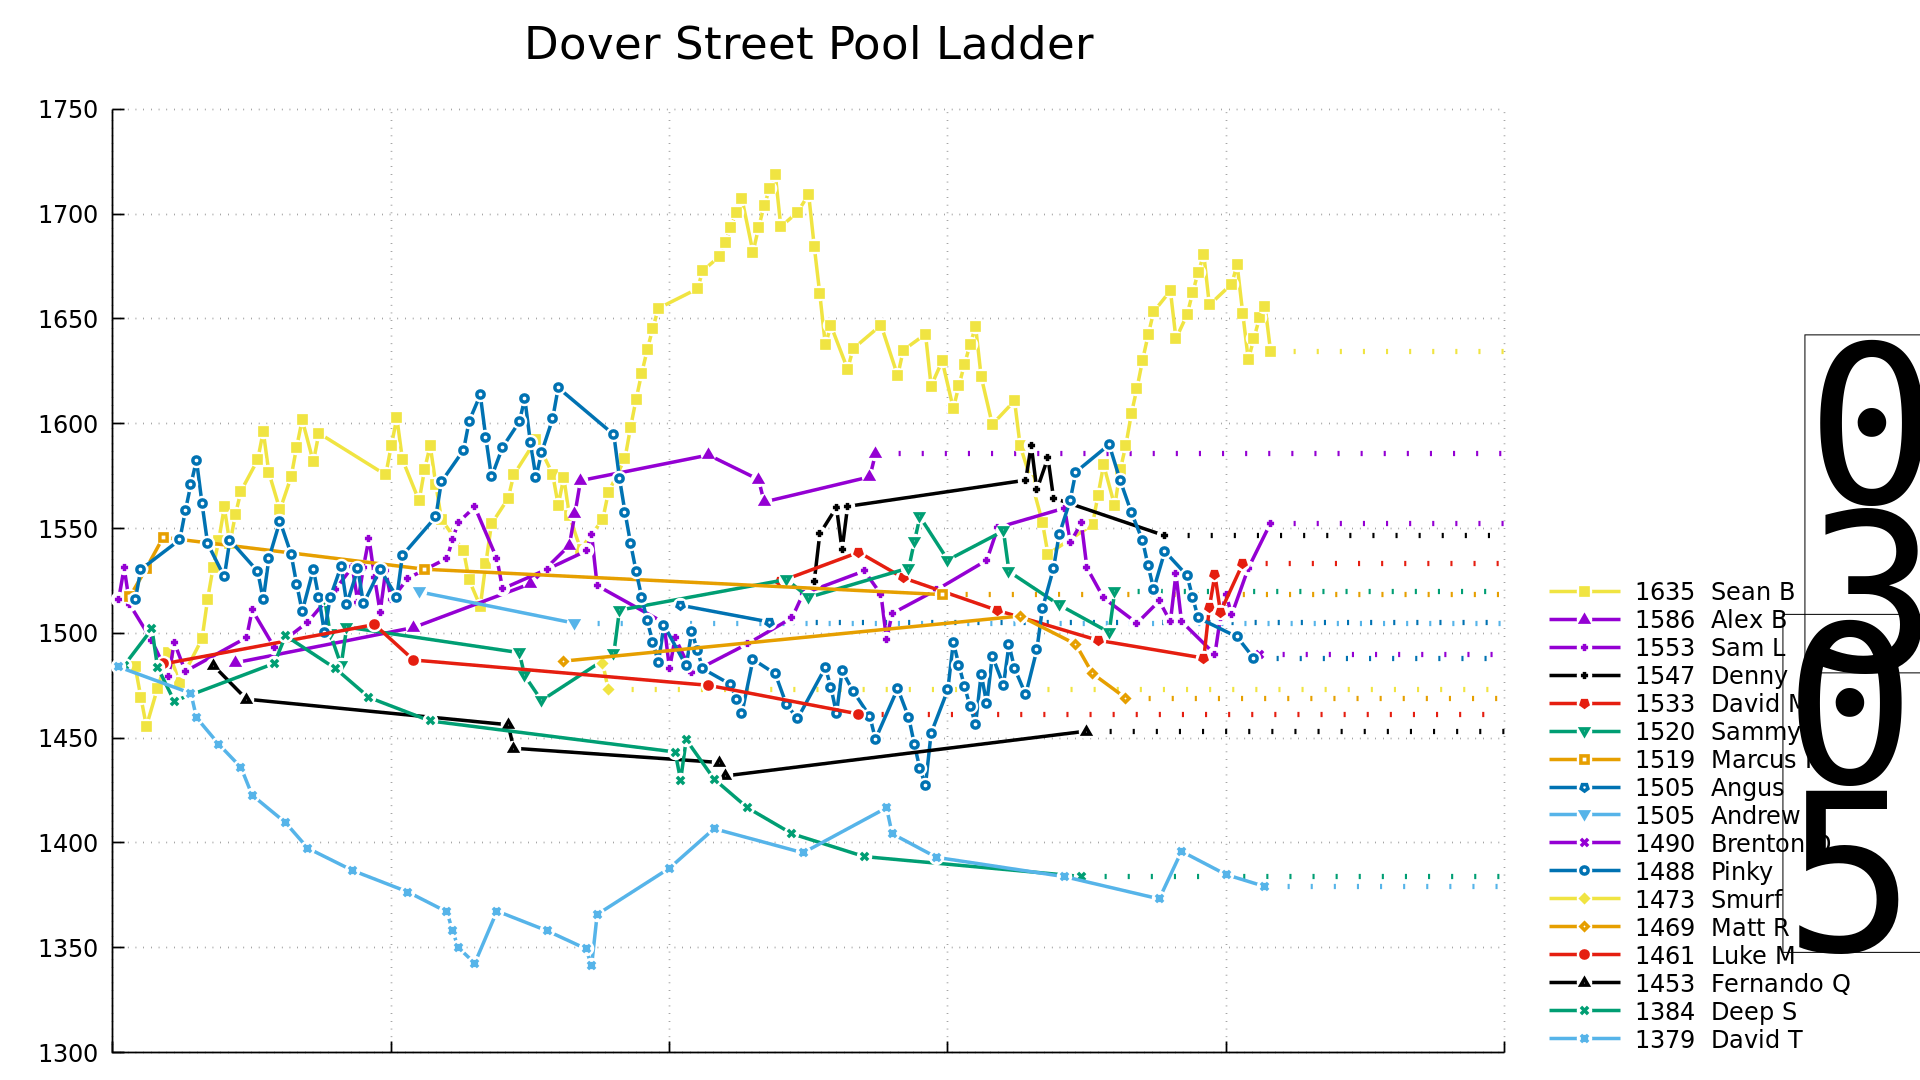 Dover Street Pool Ladder
1750
1700
1650
1600
1550
1500
1450
1400
1350
1300
1635 Sean B
1586 Alex B
1553 Sam L
1547 Denny
1533 David M
1520 Sammy
1519 Marcus
1505 Angus
1505 Andrew
1490 Brenton
1488 Pinky
1473 Smurf
1469 Matt R
1461 Luke M
1453 Fernando Q
1384 Deep S
1379 David T
03
05